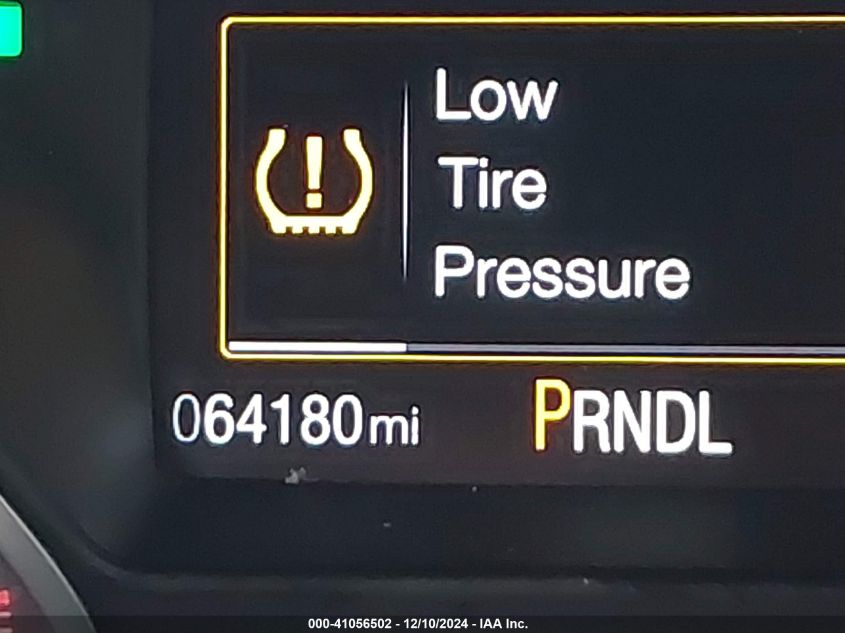 Low
Tire
Pressure
064180mi PRNDL
000-41056502 - 12/10/2024 - IAA Inc.